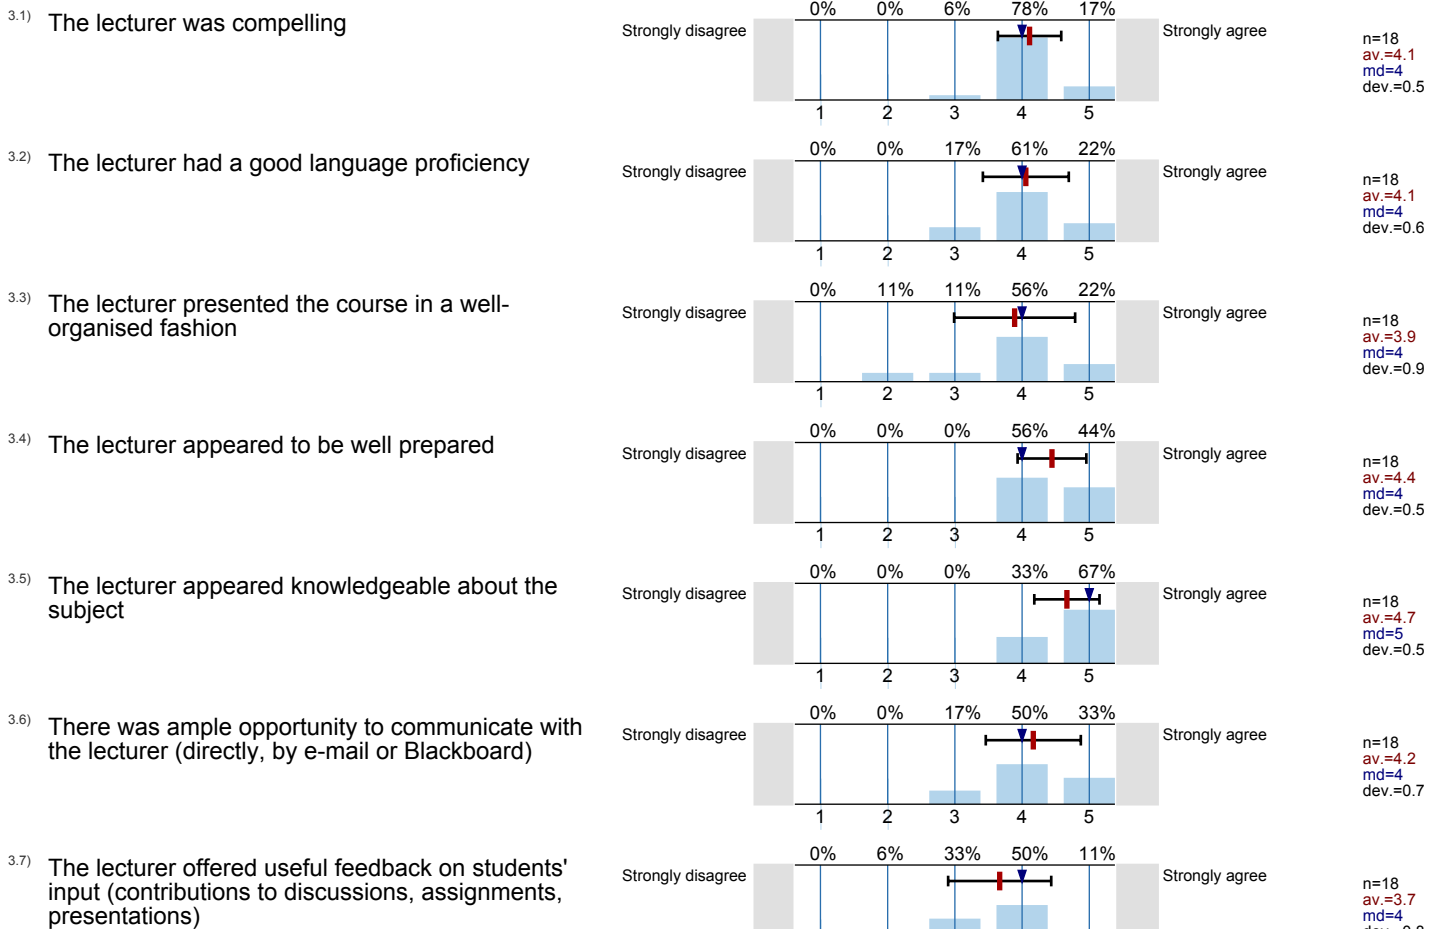 3.1) The lecturer was compelling
0% 0% 6% 78% 17%
Strongly disagree Strongly agree
n=18
av.=4.1
md=4
dev.=0.5
1 2 3 4 5
3.2) The lecturer had a good language proficiency
0% 0% 17% 61% 22%
Strongly disagree Strongly agree
n=18
av.=4.1
md=4
dev.=0.6
1 2 3 4 5
3.3) The lecturer presented the course in a well-
organised fashion
0% 11% 11% 56% 22%
Strongly disagree Strongly agree
n=18
av.=3.9
md=4
dev.=0.9
1 2 3 4 5
3.4) The lecturer appeared to be well prepared
0% 0% 0% 56% 44%
Strongly disagree Strongly agree
n=18
av.=4.4
md=4
dev.=0.5
1 2 3 4 5
3.5) The lecturer appeared knowledgeable about the
subject
0% 0% 0% 33% 67%
Strongly disagree Strongly agree
n=18
av.=4.7
md=5
dev.=0.5
1 2 3 4 5
3.6) There was ample opportunity to communicate with
the lecturer (directly, by e-mail or Blackboard)
0% 0% 17% 50% 33%
Strongly disagree Strongly agree
n=18
av.=4.2
md=4
dev.=0.7
1 2 3 4 5
3.7) The lecturer offered useful feedback on students'
input (contributions to discussions, assignments,
presentations)
0% 6% 33% 50% 11%
Strongly disagree Strongly agree
n=18
av.=3.7
md=4